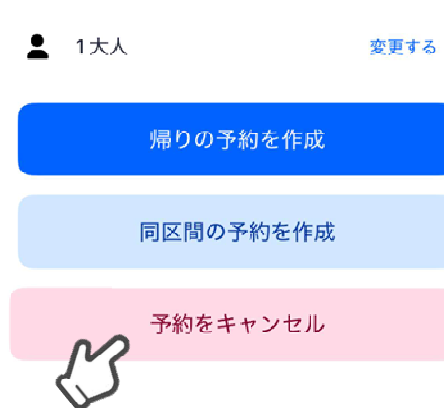 1大人
変更する
帰りの予約を作成
同区間の予約を作成
予約をキャンセル